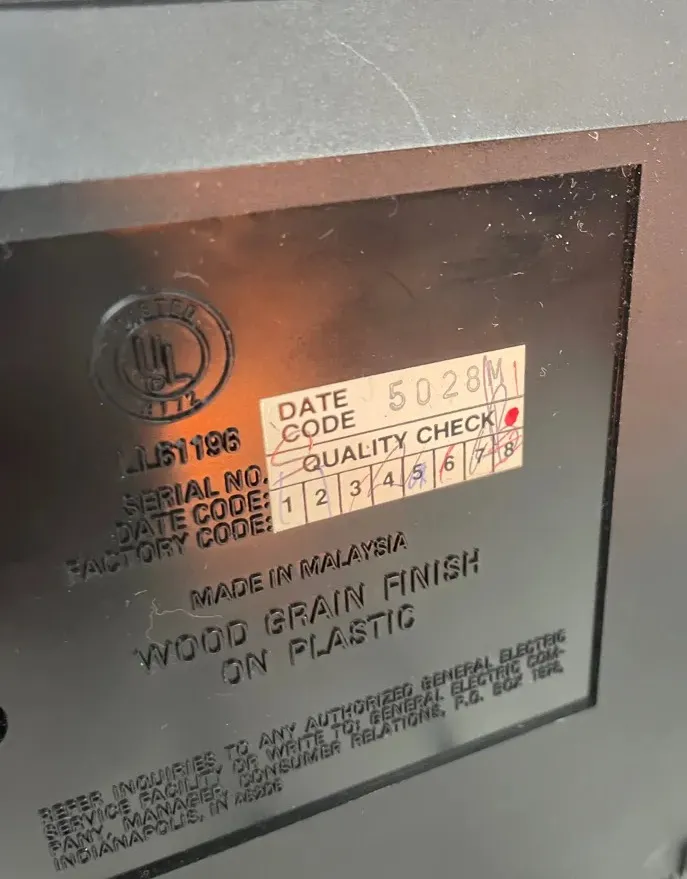 LISTED
UL
DATE
CODE
5028M
QUALITY CHECK
1 2 3 4 5 6 7 8
LL61196
SERIAL NO.
DATE CODE:
FACTORY CODE:
MADE IN MALAYSIA
WOOD GRAIN FINISH
ON PLASTIC
REFER INQUIRIES TO ANY AUTHORIZED GENERAL ELECTRIC
SERVICE FACILITY OR WRITE TO: GENERAL ELECTRIC COM-
PANY, MANAGER, CONSUMER RELATIONS, P.O. BOX
INDIANAPOLIS, IN 46206